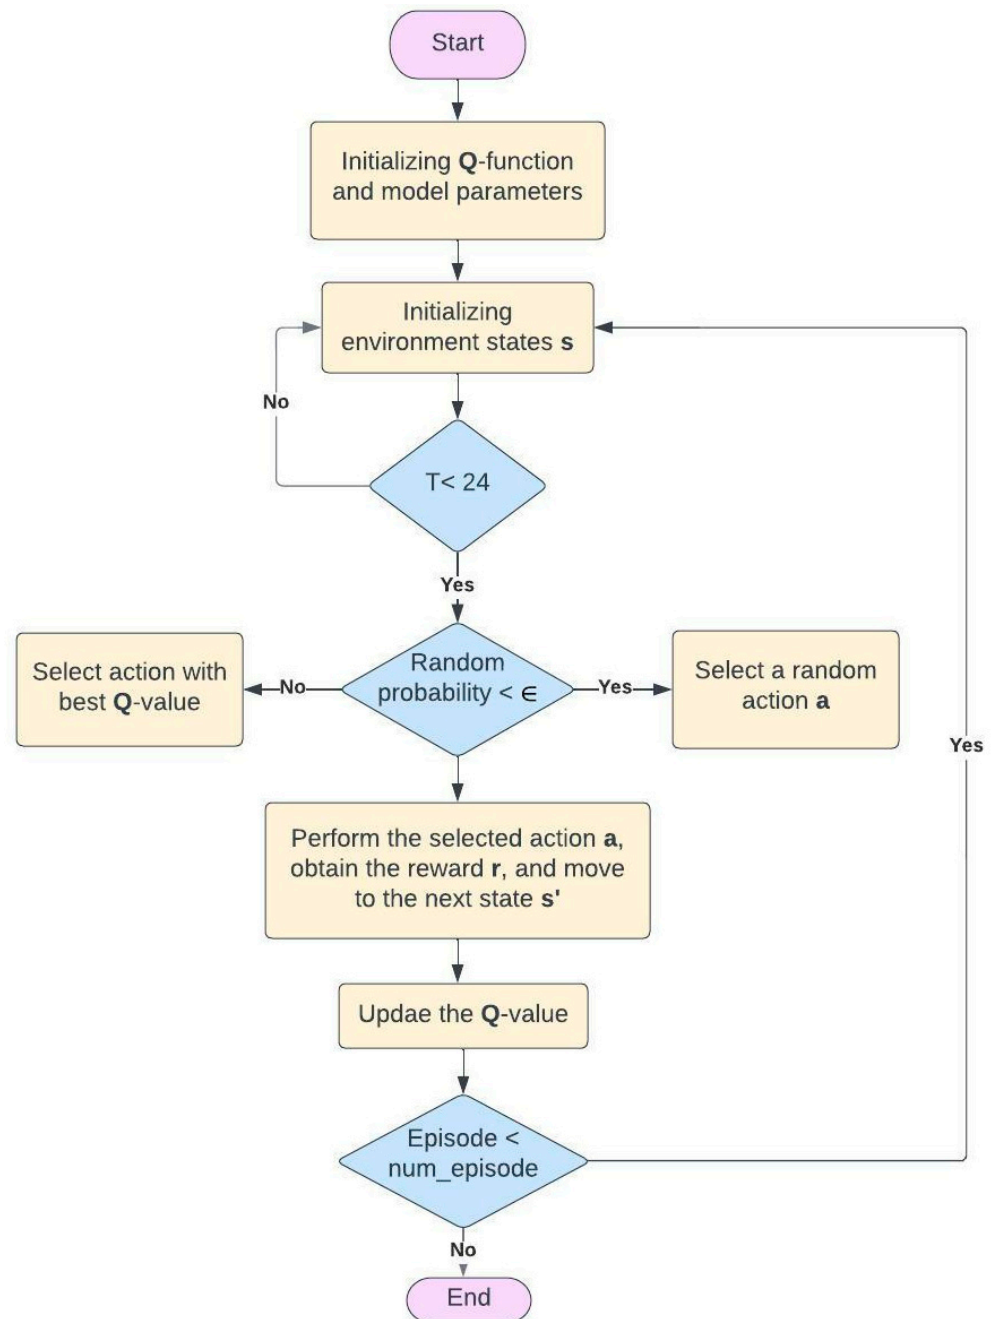 Start
Initializing Q-function
and model parameters
Initializing
environment states s
No
T< 24
Yes
Select action with
best Q-value
No
Random
probability < ∈
Yes
Select a random
action a
Yes
Perform the selected action a,
obtain the reward r, and move
to the next state s'
Updae the Q-value
Episode <
num_episode
No
End